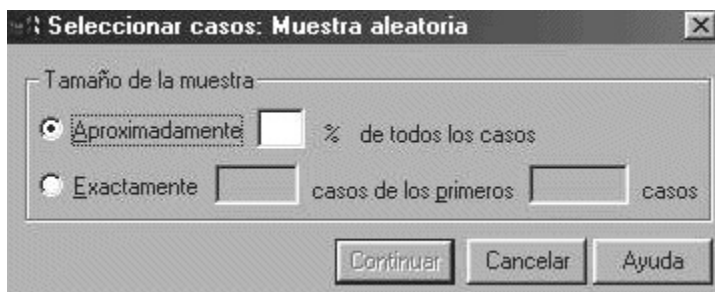 Seleccionar casos: Muestra aleatoria
Tamaño de la muestra
Aproximadamente % de todos los casos
Exactamente casos de los primeros casos
Continuar Cancelar Ayuda